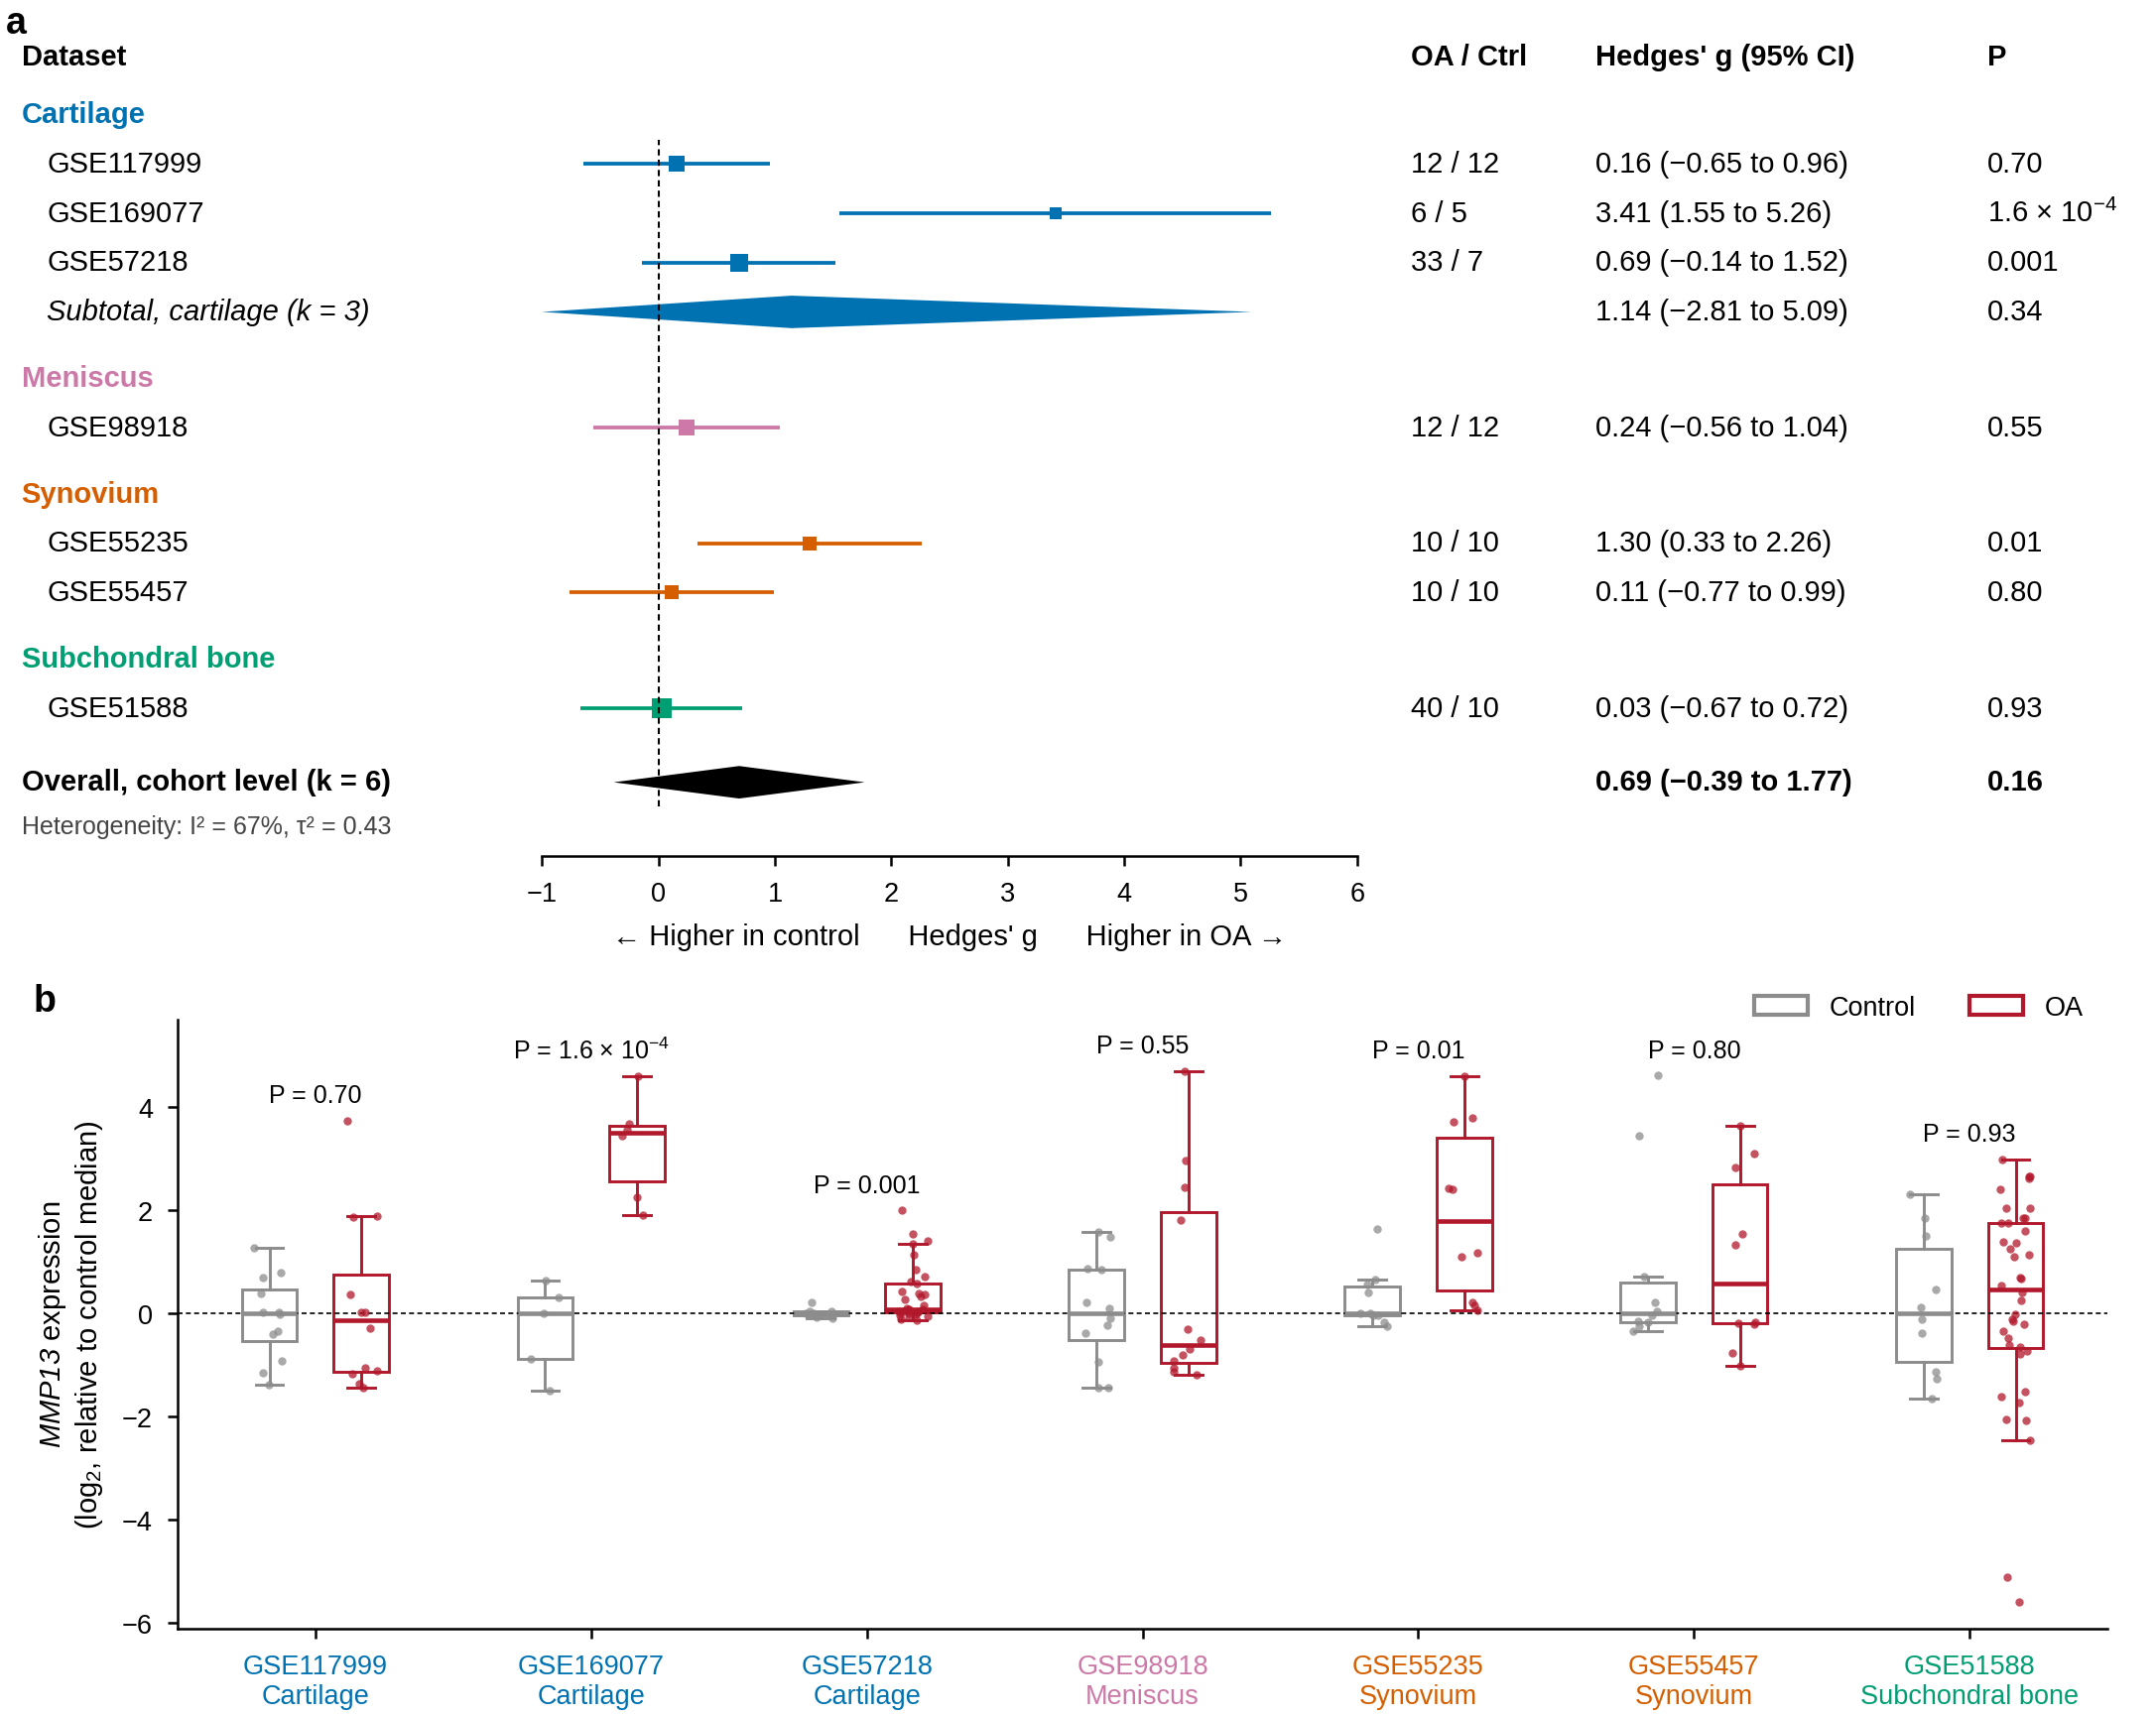 a
Dataset OA / Ctrl Hedges' g (95% CI) P
Cartilage
GSE117999 12 / 12 0.16 (−0.65 to 0.96) 0.70
GSE169077 6 / 5 3.41 (1.55 to 5.26) 1.6 × 10⁻⁴
GSE57218 33 / 7 0.69 (−0.14 to 1.52) 0.001
Subtotal, cartilage (k = 3) 1.14 (−2.81 to 5.09) 0.34
Meniscus
GSE98918 12 / 12 0.24 (−0.56 to 1.04) 0.55
Synovium
GSE55235 10 / 10 1.30 (0.33 to 2.26) 0.01
GSE55457 10 / 10 0.11 (−0.77 to 0.99) 0.80
Subchondral bone
GSE51588 40 / 10 0.03 (−0.67 to 0.72) 0.93
Overall, cohort level (k = 6) 0.69 (−0.39 to 1.77) 0.16
Heterogeneity: I² = 67%, τ² = 0.43
−1 0 1 2 3 4 5 6
← Higher in control Hedges' g Higher in OA →
b
Control OA
P = 0.70
P = 1.6 × 10⁻⁴
P = 0.001
P = 0.55
P = 0.01
P = 0.80
P = 0.93
MMP13 expression
(log₂, relative to control median)
4
2
0
−2
−4
−6
GSE117999 GSE169077 GSE57218 GSE98918 GSE55235 GSE55457 GSE51588
Cartilage Cartilage Cartilage Meniscus Synovium Synovium Subchondral bone